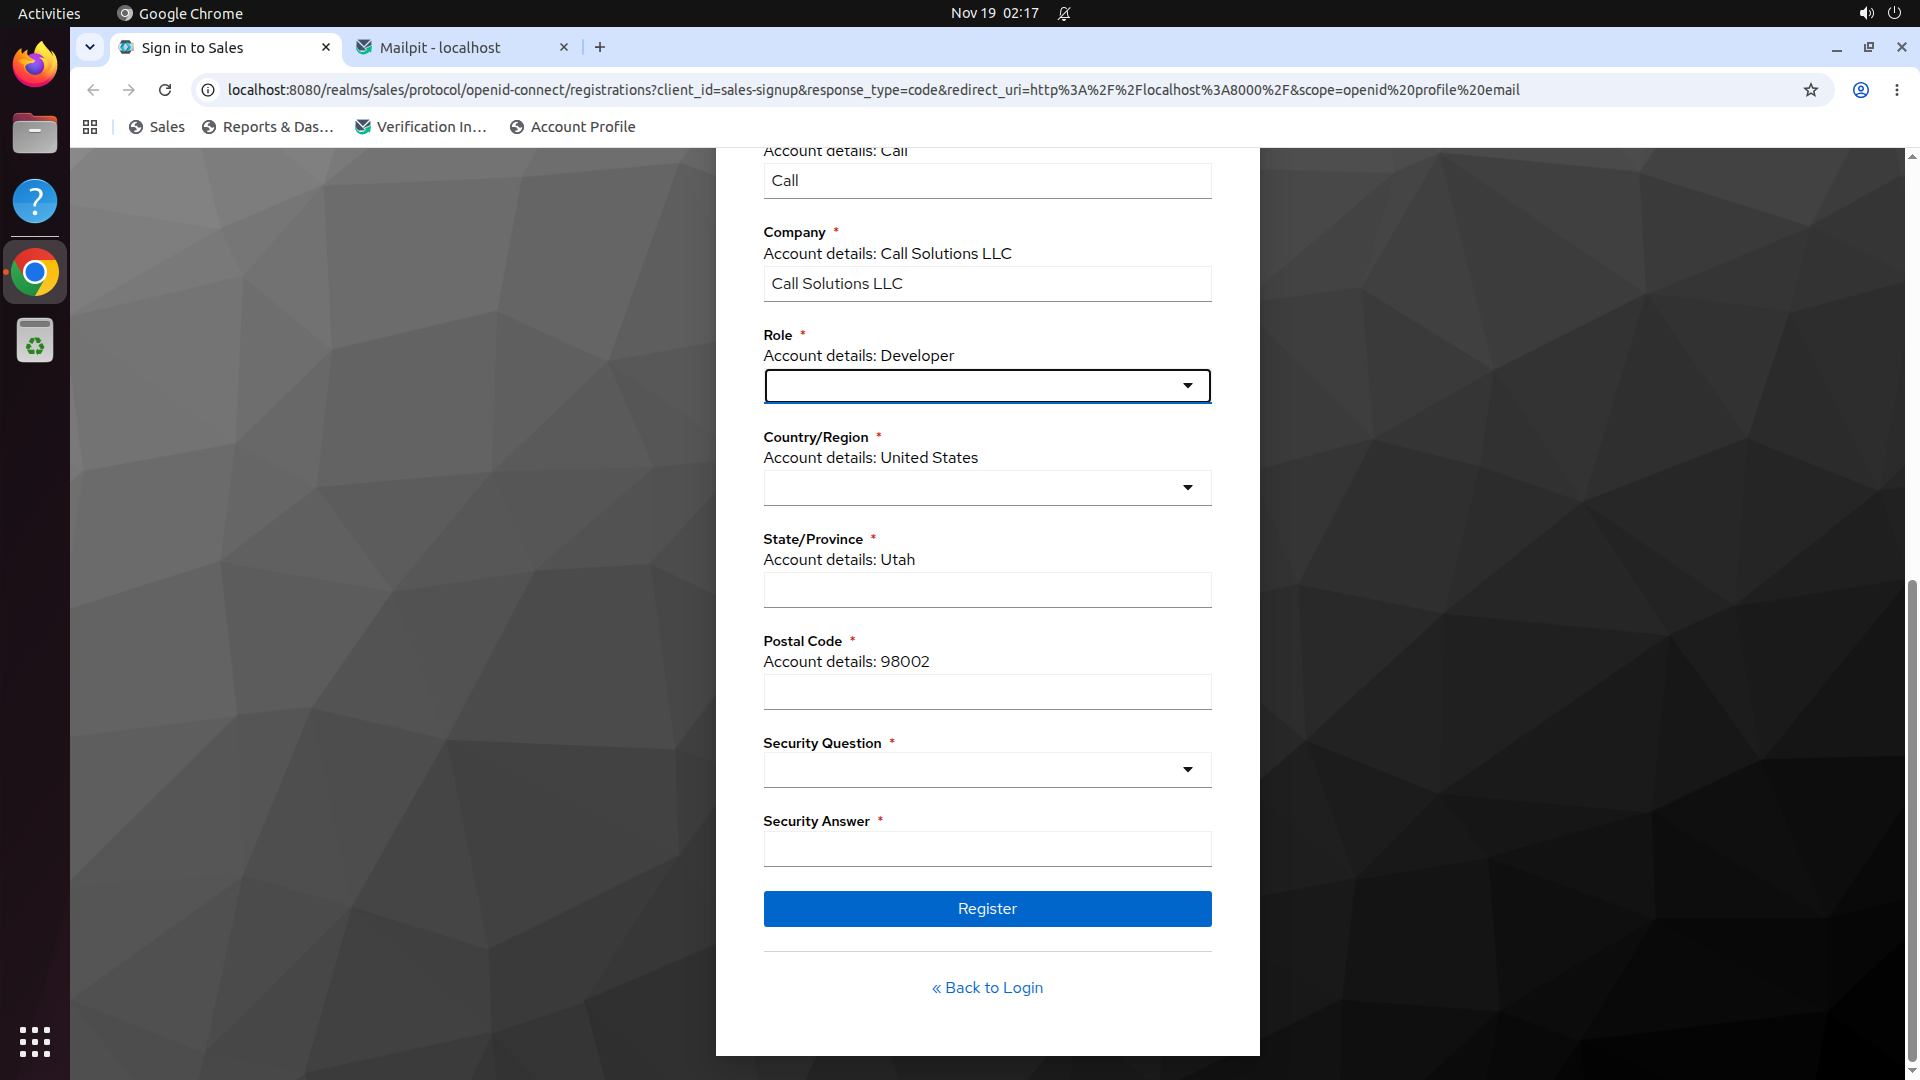 Activities
Google Chrome
Nov 19 02:17
Sign in to Sales
Mailpit - localhost
localhost:8080/realms/sales/protocol/openid-connect/registrations?client_id=sales-signup&response_type=code&redirect_uri=http%3A%2F%2Flocalhost%3A8000%2F&scope=openid%20profile%20email
Sales
Reports & Das...
Verification In...
Account Profile
Account details: Call
Call
Company *
Account details: Call Solutions LLC
Call Solutions LLC
Role *
Account details: Developer
Country/Region *
Account details: United States
State/Province *
Account details: Utah
Postal Code *
Account details: 98002
Security Question *
Security Answer *
Register
« Back to Login